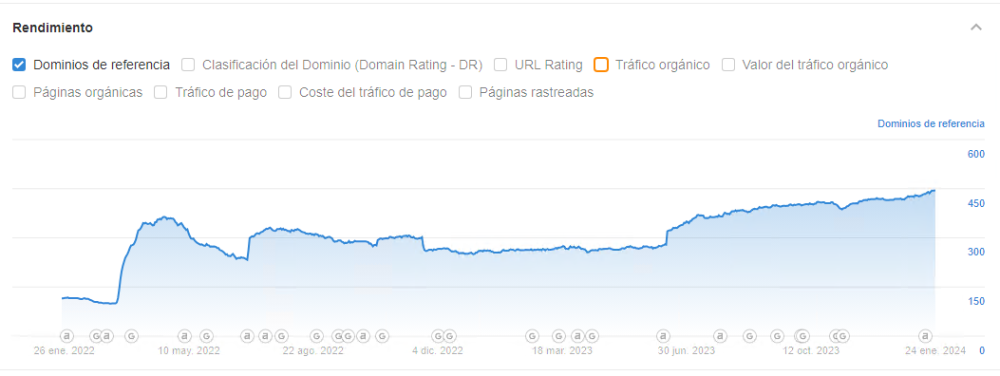 Rendimiento
Dominios de referencia Clasificación del Dominio (Domain Rating - DR) URL Rating Tráfico orgánico Valor del tráfico orgánico
Páginas orgánicas Tráfico de pago Coste del tráfico de pago Páginas rastreadas
Dominios de referencia
600
450
300
150
a G a G a G a a G G G G a G G G G G a G a a G G G G G a
26 ene. 2022 10 may. 2022 22 ago. 2022 4 dic. 2022 18 mar. 2023 30 jun. 2023 12 oct. 2023 24 ene. 2024 0